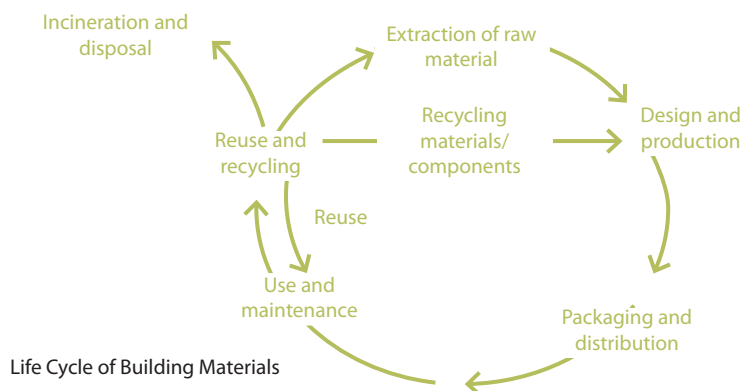 Incineration and
disposal
Extraction of raw
material
Reuse and
recycling
Recycling
materials/
components
Design and
production
Reuse
Use and
maintenance
Packaging and
distribution
Life Cycle of Building Materials